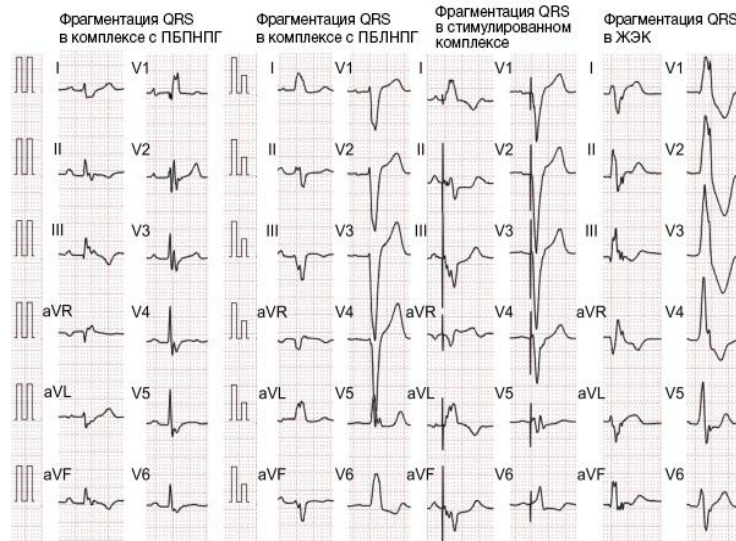 Фрагментация QRS
в комплексе с ПБПНПГ
Фрагментация QRS
в комплексе с ПБЛНПГ
Фрагментация QRS
в стимулированном
комплексе
Фрагментация QRS
в ЖЭК
I V1 I V1 I V1 I V1
II V2 II V2 II V2 II V2
III V3 III V3 III V3 III V3
aVR V4 aVR V4 aVR V4 aVR V4
aVL V5 aVL V5 aVL V5 aVL V5
aVF V6 aVF V6 aVF V6 aVF V6